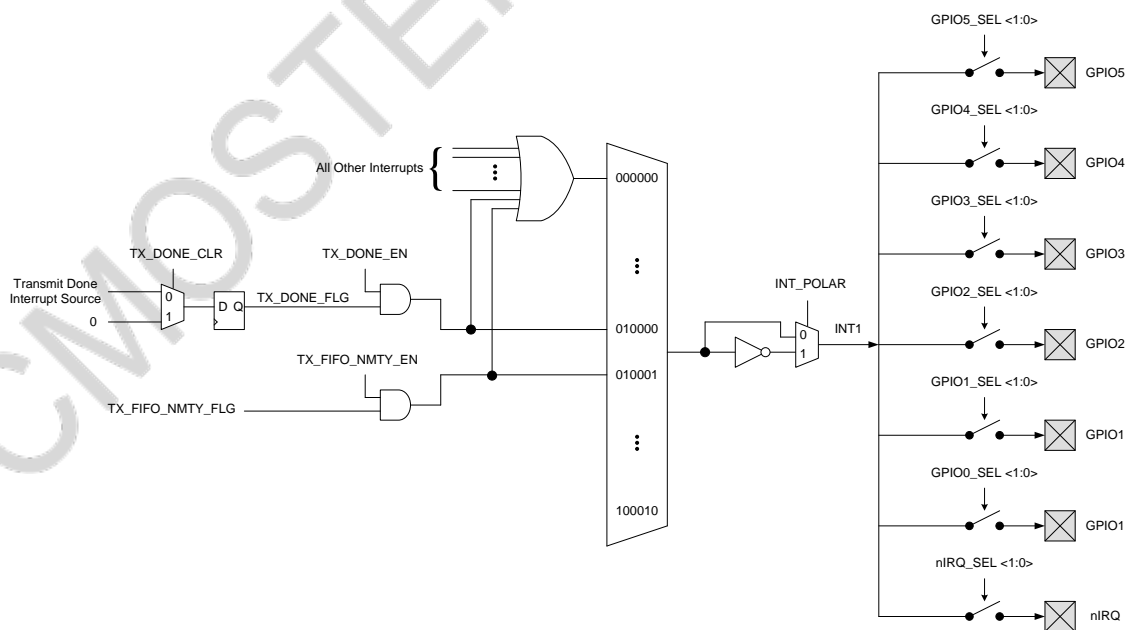 CMOSTE
GPIO5_SEL <1:0>
GPIO5
GPIO4_SEL <1:0>
GPIO4
All Other Interrupts
000000
GPIO3_SEL <1:0>
GPIO3
TX_DONE_CLR
TX_DONE_EN
Transmit Done
Interrupt Source
0
0
1
D Q
TX_DONE_FLG
INT_POLAR
GPIO2_SEL <1:0>
010000
0
1
INT1
GPIO2
TX_FIFO_NMTY_EN
010001
TX_FIFO_NMTY_FLG
GPIO1_SEL <1:0>
GPIO1
100010
GPIO0_SEL <1:0>
GPIO1
nIRQ_SEL <1:0>
nIRQ